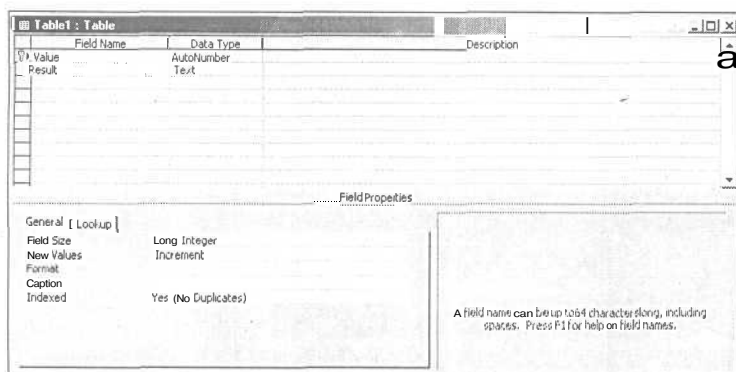 Table1 : Table
Field Name Data Type Description
Value AutoNumber
a
Result Text
Field Properties
General Lookup
Field Size Long Integer
New Values Increment
Format
Caption
Indexed Yes (No Duplicates)
A field name can be up to 64 characters long, including
spaces. Press F1 for help on field names.